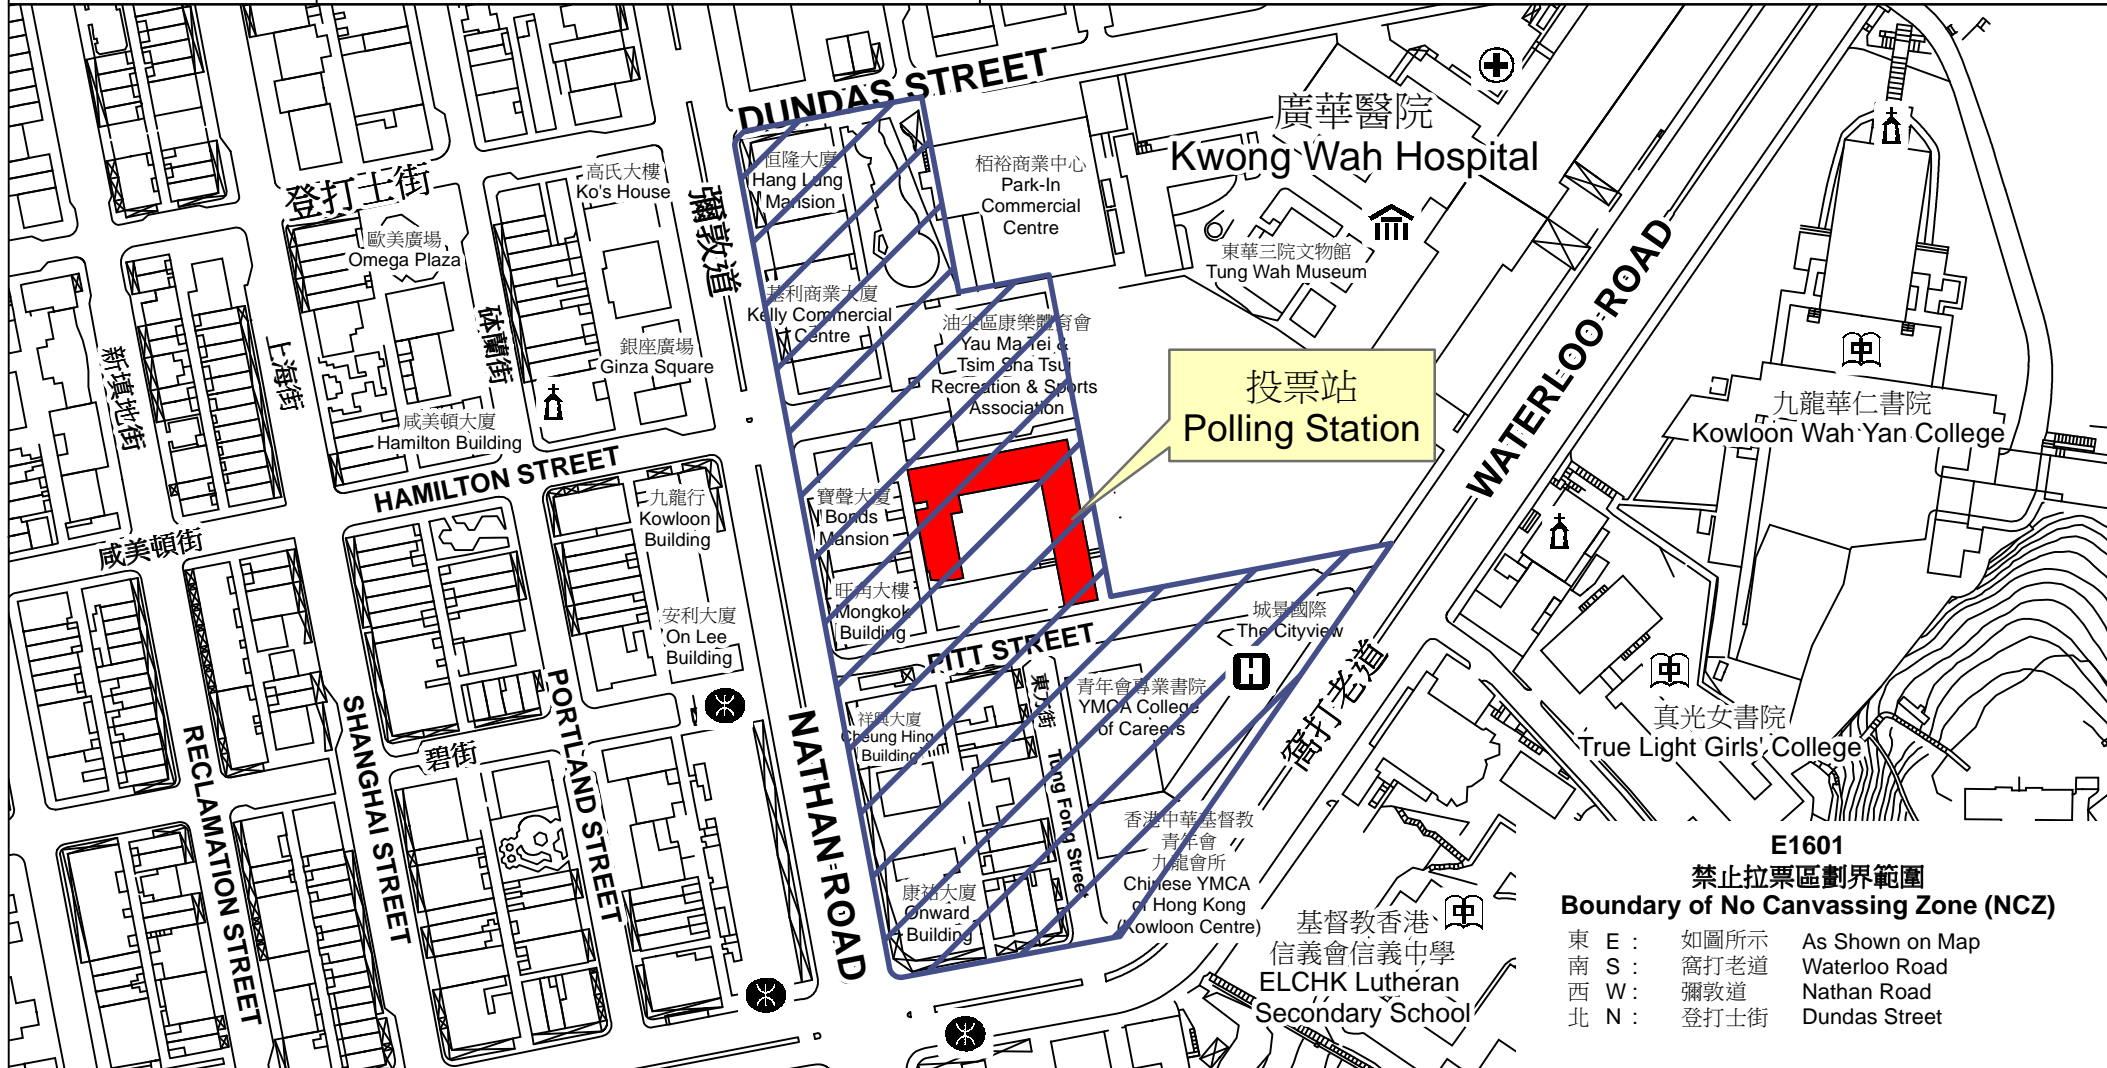 DUNDAS STREET
廣華醫院
Kwong Wah Hospital
恒隆大廈
Hang Lung
Mansion
栢裕商業中心
Park-In
Commercial
Centre
高氏大樓
Ko's House
登打士街
彌敦道
歐美廣場
Omega Plaza
東華三院文物館
Tung Wah Museum
WATERLOO ROAD
基利商業大廈
Kelly Commercial
Centre
油尖區康樂體育會
Yau Ma Tei &
Tsim Sha Tsui
Recreation & Sports
Association
砵蘭街
銀座廣場
Ginza Square
新填地街
上海街
投票站
Polling Station
九龍華仁書院
Kowloon Wah Yan College
咸美頓大廈
Hamilton Building
HAMILTON STREET
九龍行
Kowloon
Building
寶聲大廈
Bonds
Mansion
咸美頓街
旺角大樓
Mongkok
Building
安利大廈
On Lee
Building
城景國際
The Cityview
PITT STREET
窩打老道
東方街
Tung Fong Street
青年會專業書院
YMCA College
of Careers
祥興大廈
Cheung Hing
Building
真光女書院
True Light Girls' College
PORTLAND STREET
SHANGHAI STREET
RECLAMATION STREET
碧街
NATHAN ROAD
香港中華基督教
青年會
九龍會所
Chinese YMCA
of Hong Kong
(Kowloon Centre)
康祐大廈
Onward
Building
基督教香港
信義會信義中學
ELCHK Lutheran
Secondary School
E1601
禁止拉票區劃界範圍
Boundary of No Canvassing Zone (NCZ)
東 E : 如圖所示 As Shown on Map
南 S : 窩打老道 Waterloo Road
西 W : 彌敦道 Nathan Road
北 N : 登打士街 Dundas Street